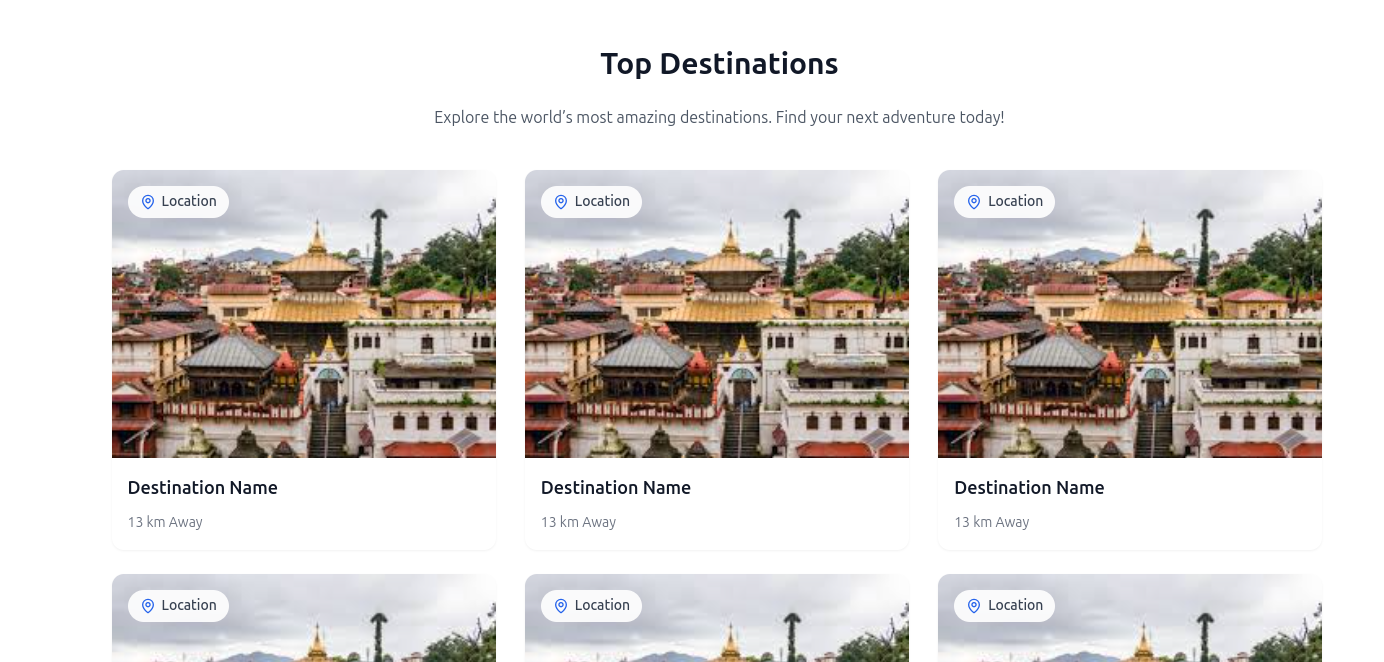 Top Destinations
Explore the world’s most amazing destinations. Find your next adventure today!
Location
Location
Location
Destination Name
Destination Name
Destination Name
13 km Away
13 km Away
13 km Away
Location
Location
Location